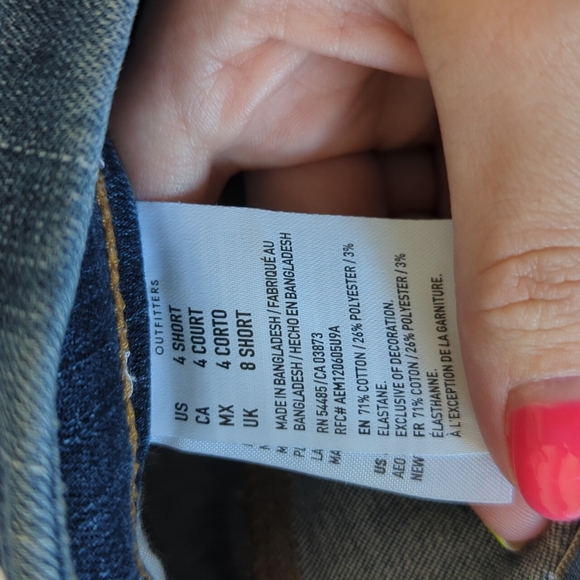 OUTFITTERS
US 4 SHORT
CA 4 COURT
MX 4 CORTO
UK 8 SHORT
MADE IN BANGLADESH / FABRIQUÉ AU
BANGLADESH / HECHO EN BANGLADESH
RN 54485 / CA 03873
RFC# AEM120605U9A
EN 71% COTTON / 26% POLYESTER / 3%
ELASTANE.
EXCLUSIVE OF DECORATION.
FR 71% COTON / 26% POLYESTER / 3%
ÉLASTHANNE.
À L'EXCEPTION DE LA GARNITURE.
US
AEO
NEW